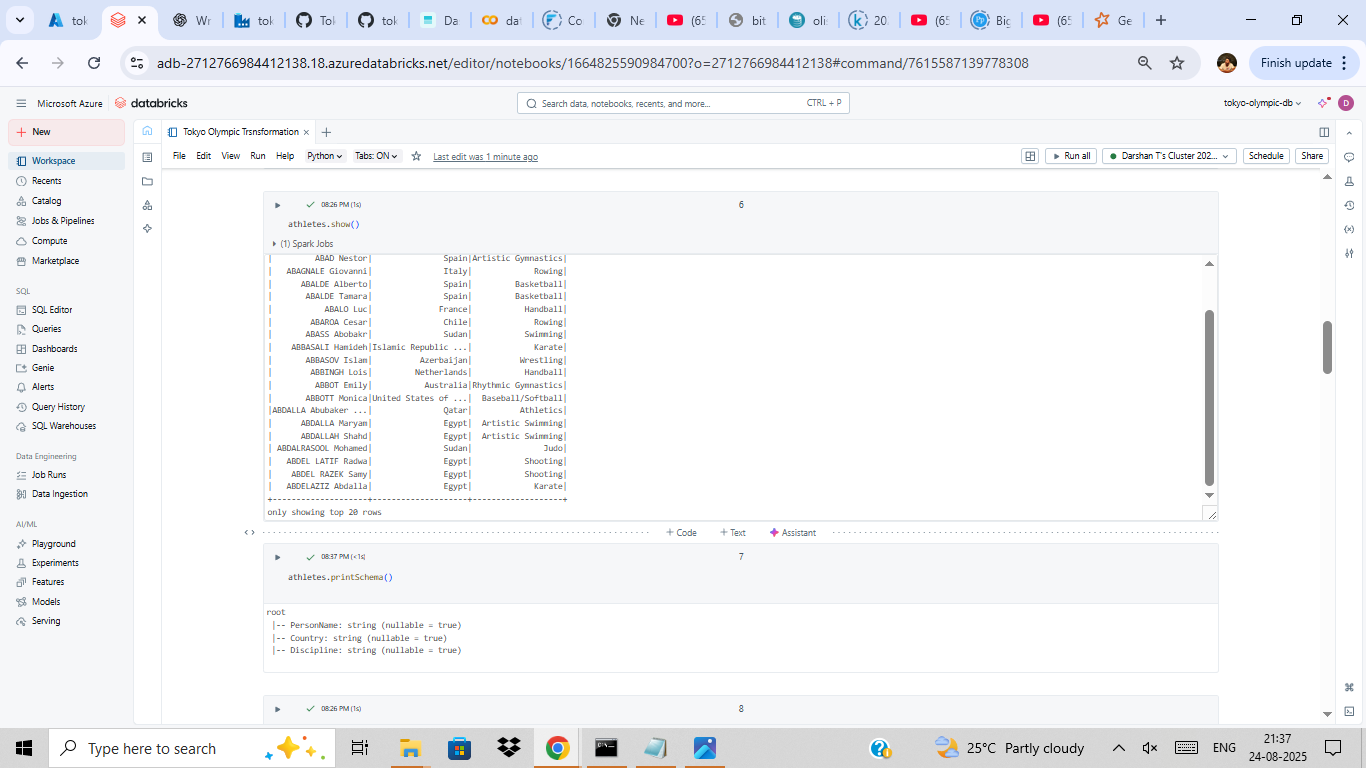 tok
Wr
tok
Tok
tok
Da
dat
Co
Ne
(65
bit
oli
20
(65
Big
(65
Ge
adb-2712766984412138.18.azuredatabricks.net/editor/notebooks/1664825590984700?o=2712766984412138#command/7615587139778308
Finish update
Microsoft Azure
databricks
Search data, notebooks, recents, and more...
CTRL + P
tokyo-olympic-db
D
New
Workspace
Recents
Catalog
Jobs & Pipelines
Compute
Marketplace
SQL
SQL Editor
Queries
Dashboards
Genie
Alerts
Query History
SQL Warehouses
Data Engineering
Job Runs
Data Ingestion
AI/ML
Playground
Experiments
Features
Models
Serving
Tokyo Olympic Trsnformation
File Edit View Run Help Python Tabs: ON Last edit was 1 minute ago
Run all
Darshan T's Cluster 202...
Schedule
Share
08:26 PM (1s)
6
athletes.show()
(1) Spark Jobs
| ABAD Nestor| Spain|Artistic Gymnastics|
| ABAGNALE Giovanni| Italy| Rowing|
| ABALDE Alberto| Spain| Basketball|
| ABALDE Tamara| Spain| Basketball|
| ABALO Luc| France| Handball|
| ABAROA Cesar| Chile| Rowing|
| ABASS Abobakr| Sudan| Swimming|
| ABBASALI Hamideh|Islamic Republic ...| Karate|
| ABBASOV Islam| Azerbaijan| Wrestling|
| ABBINGH Lois| Netherlands| Handball|
| ABBOT Emily| Australia|Rhythmic Gymnastics|
| ABBOTT Monica|United States of ...| Baseball/Softball|
|ABDALLA Abubaker ...| Qatar| Athletics|
| ABDALLA Maryam| Egypt| Artistic Swimming|
| ABDALLAH Shahd| Egypt| Artistic Swimming|
| ABDALRASOOL Mohamed| Sudan| Judo|
| ABDEL LATIF Radwa| Egypt| Shooting|
| ABDEL RAZEK Samy| Egypt| Shooting|
| ABDELAZIZ Abdalla| Egypt| Karate|
+--------------------+--------------------+-------------------+
only showing top 20 rows
+ Code
+ Text
Assistant
08:37 PM (<1s)
7
athletes.printSchema()
root
|-- PersonName: string (nullable = true)
|-- Country: string (nullable = true)
|-- Discipline: string (nullable = true)
08:26 PM (1s)
8
Type here to search
25°C Partly cloudy
ENG
21:37
24-08-2025